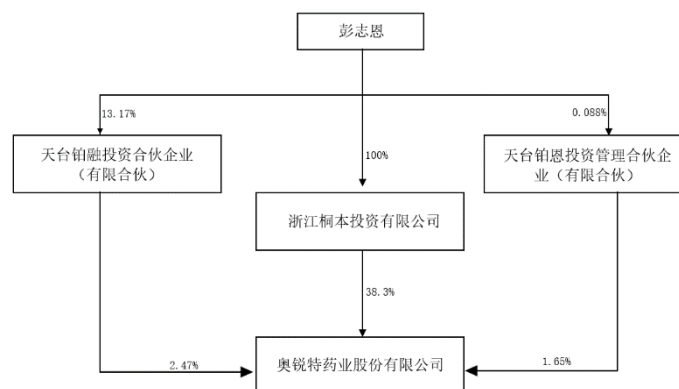 彭志恩
13.17%
0.088%
天台铂融投资合伙企业
（有限合伙）
100%
天台铂恩投资管理合伙企
业（有限合伙）
浙江桐本投资有限公司
38.3%
2.47%
奥锐特药业股份有限公司
1.65%